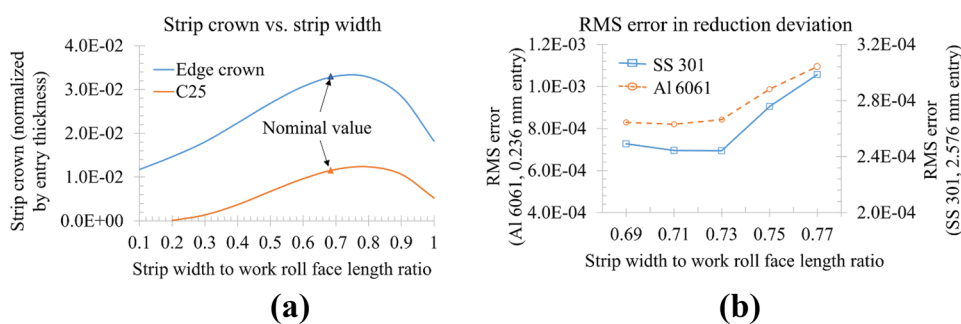 Strip crown vs. strip width
Strip crown (normalized
by entry thickness)
4.0E-02
3.0E-02
2.0E-02
1.0E-02
0.0E+00
Edge crown
C25
Nominal value
0.1 0.2 0.3 0.4 0.5 0.6 0.7 0.8 0.9 1
Strip width to work roll face length ratio
(a)
RMS error in reduction deviation
RMS error
(Al 6061, 0.236 mm entry)
1.2E-03
1.0E-03
8.0E-04
6.0E-04
4.0E-04
SS 301
Al 6061
3.2E-04
2.8E-04
2.4E-04
2.0E-04
RMS error
(SS 301, 2.576 mm entry)
0.69 0.71 0.73 0.75 0.77
Strip width to work roll face length ratio
(b)